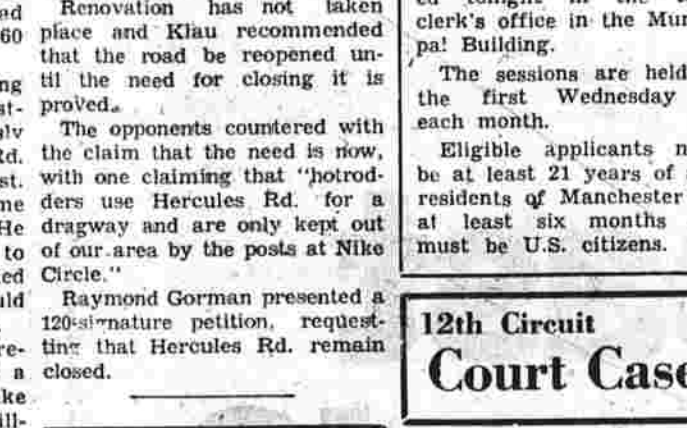 Renovation has not taken
place and Klau recommended
that the road be reopened un-
til the need for closing it is
proved.
The opponents countered with
the claim that the need is now,
with one claiming that "hotrod-
ders use Hercules Rd. for a
dragway and are only kept out
of our area by the posts at Nike
Circle."
Raymond Gorman presented a
120-signature petition, request-
ting that Hercules Rd. remain
closed.
clerk's office in the Mun
pal Building.
The sessions are held
the first Wednesday
each month.
Eligible applicants
be at least 21 years of
residents of Manchester
at least six months
must be U.S. citizens.
12th Circuit
Court Case